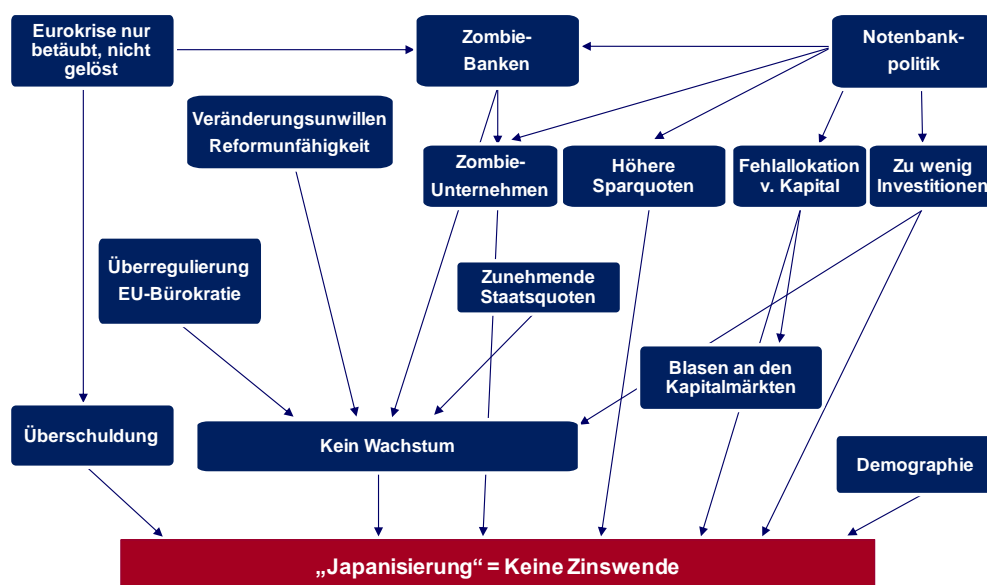 Eurokrise nur
betäubt, nicht
gelöst
Zombie-
Banken
Notenbank-
politik
Veränderungsunwillen
Reformunfähigkeit
Zombie-
Unternehmen
Höhere
Sparquoten
Fehlallokation
v. Kapital
Zu wenig
Investitionen
Überregulierung
EU-Bürokratie
Zunehmende
Staatsquoten
Blasen an den
Kapitalmärkten
Überschuldung
Kein Wachstum
Demographie
„Japanisierung“ = Keine Zinswende